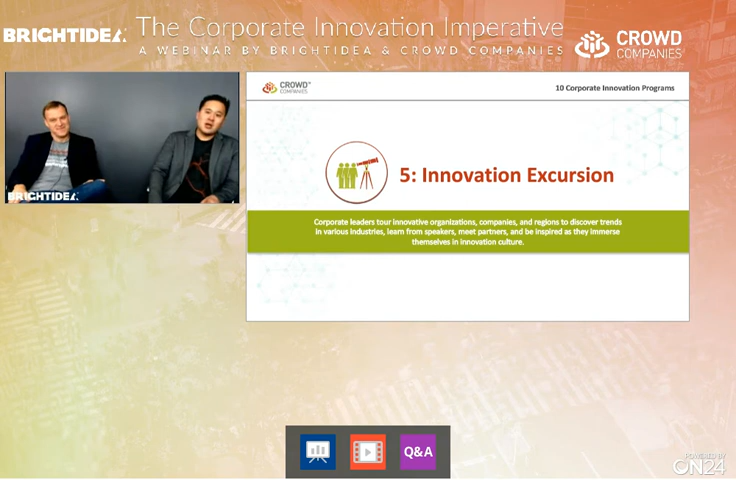 BRIGHTIDEA
The Corporate Innovation Imperative
A WEBINAR BY BRIGHTIDEA & CROWD COMPANIES
CROWD
COMPANIES
BRIGHTIDEA
CROWD
COMPANIES
10 Corporate Innovation Programs
5: Innovation Excursion
Corporate leaders tour innovative organizations, companies, and regions to discover trends
in various industries, learn from speakers, meet partners, and be inspired as they immerse
themselves in innovation culture.
Q&A
POWERED BY
ON24